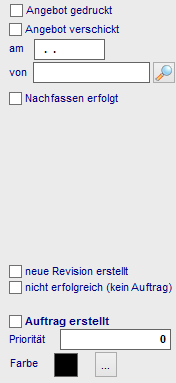 Angebot gedruckt
Angebot verschickt
am . .
von
Nachfassen erfolgt
neue Revision erstellt
nicht erfolgreich (kein Auftrag)
Auftrag erstellt
Priorität 0
Farbe ...